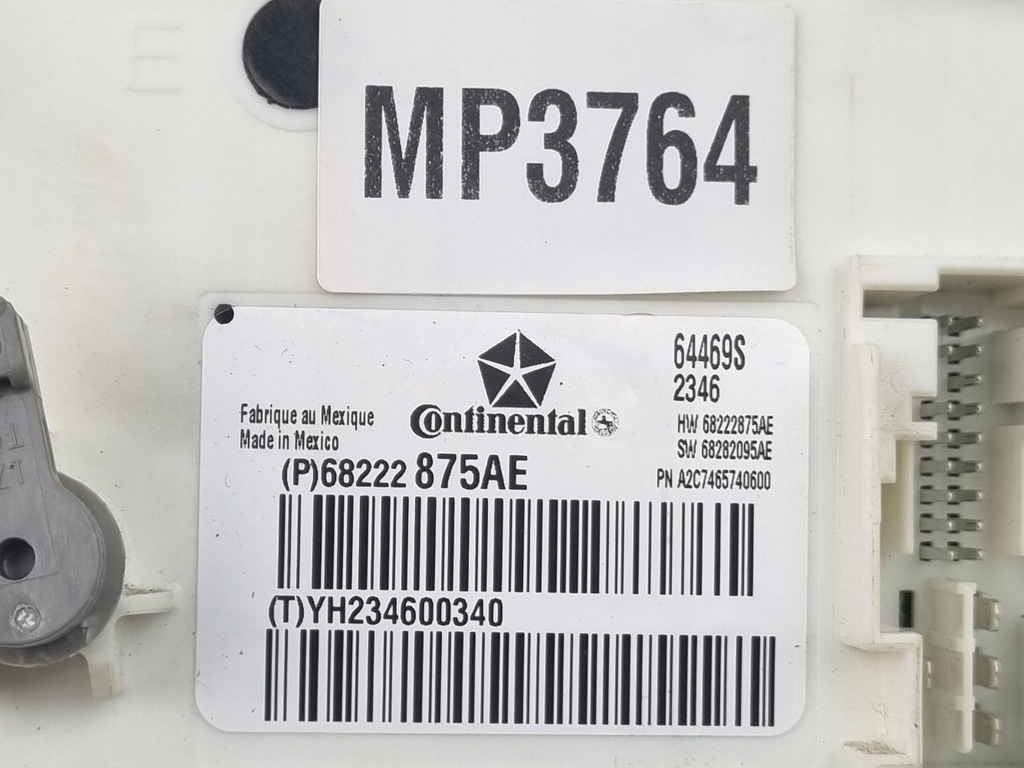 MP3764
64469S
2346
Fabrique au Mexique
Made in Mexico
Continental
HW 68222875AE
SW 68282095AE
PN A2C7465740600
(P)68222 875AE
(T)YH234600340